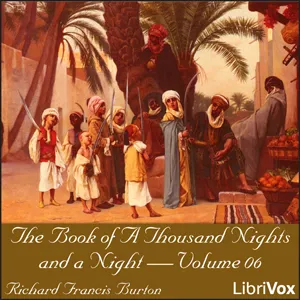 The Book of A Thousand Nights
and a Night — Volume 06
Richard Francis Burton
LibriVox